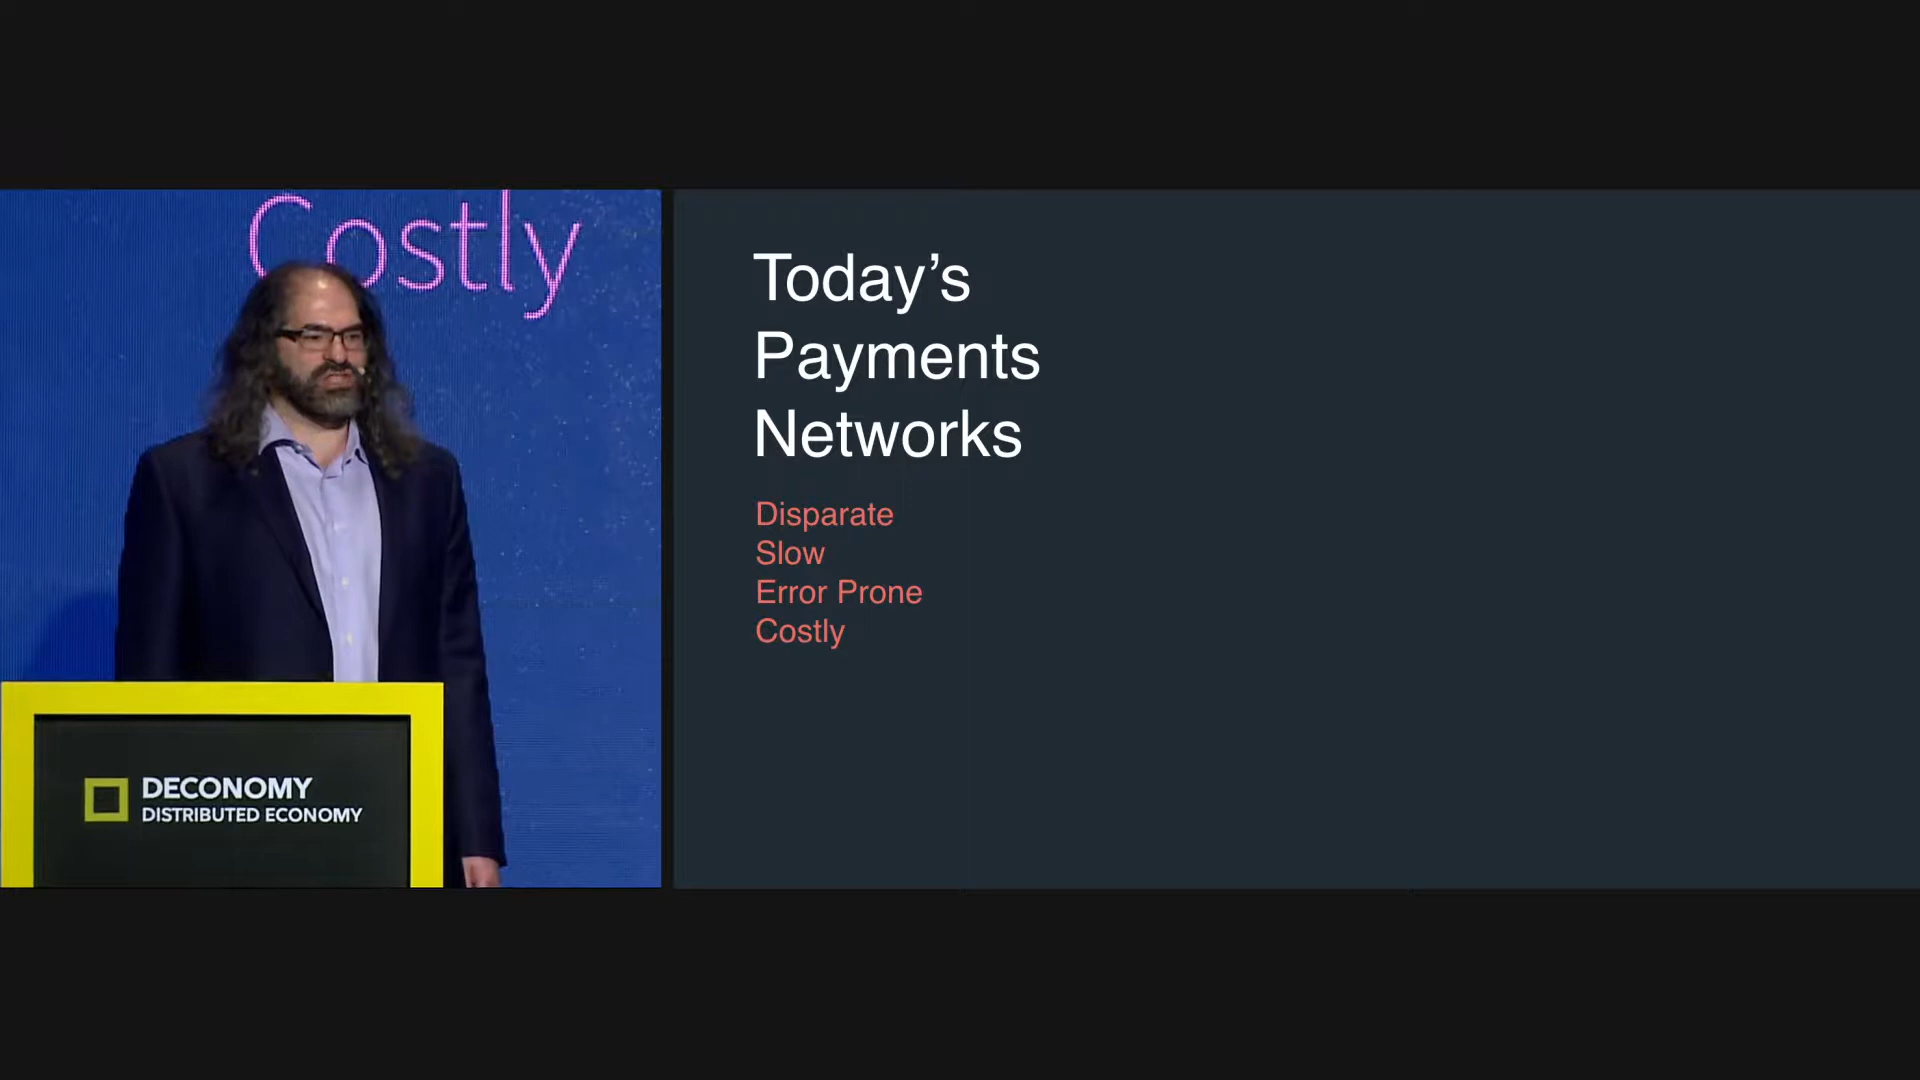 Costly
DECONOMY
DISTRIBUTED ECONOMY
Today’s
Payments
Networks
Disparate
Slow
Error Prone
Costly